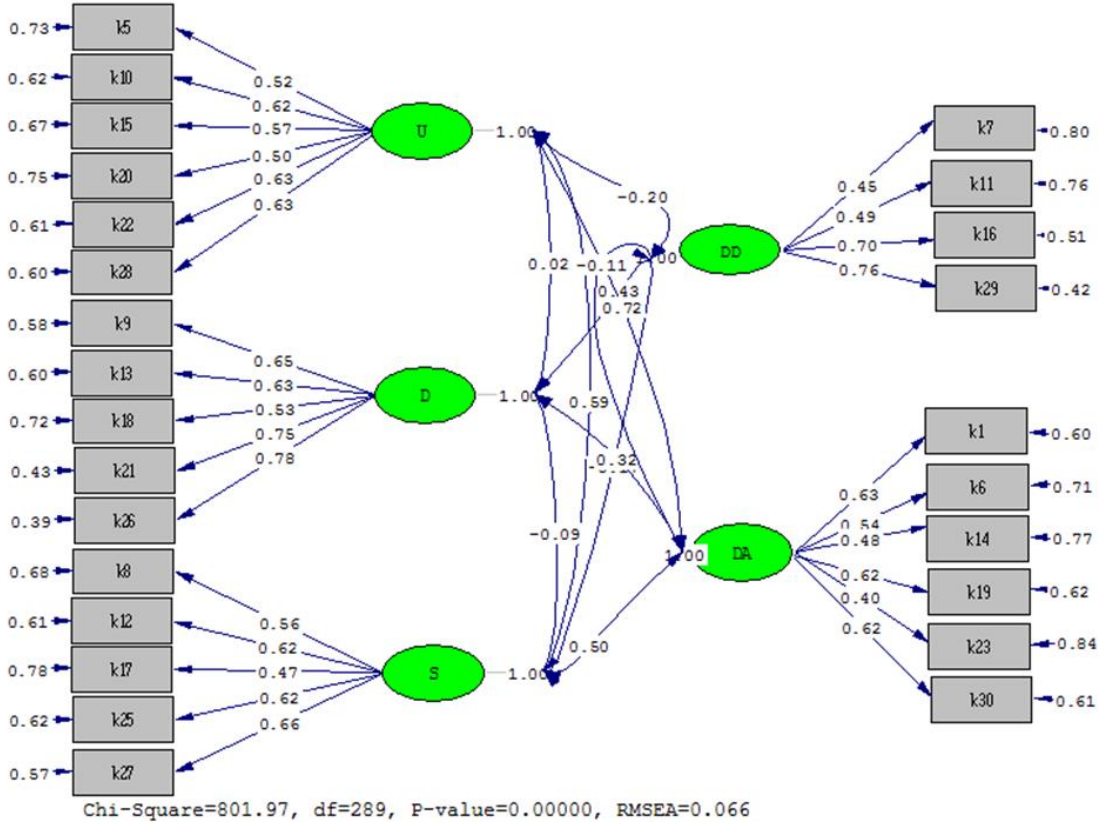 0.73 k5
0.62 k10
0.67 k15
0.75 k20
0.61 k22
0.60 k28
0.58 k9
0.60 k13
0.72 k18
0.43 k21
0.39 k26
0.68 k8
0.61 k12
0.78 k17
0.62 k25
0.57 k27
0.52
0.62
0.57
0.50
0.63
0.63
0.65
0.63
0.53
0.75
0.78
0.56
0.62
0.47
0.62
0.66
U 1.00
D 1.00
S 1.00
-0.20
0.02
-0.11
0.43
0.72
0.59
0.32
-0.09
0.50
DD
1.00 DA
0.45
0.49
0.70
0.76
0.63
0.54
0.48
0.62
0.40
0.62
k7 0.80
k11 0.76
k16 0.51
k29 0.42
k1 0.60
k6 0.71
k14 0.77
k19 0.62
k23 0.84
k30 0.61
Chi-Square=801.97, df=289, P-value=0.00000, RMSEA=0.066